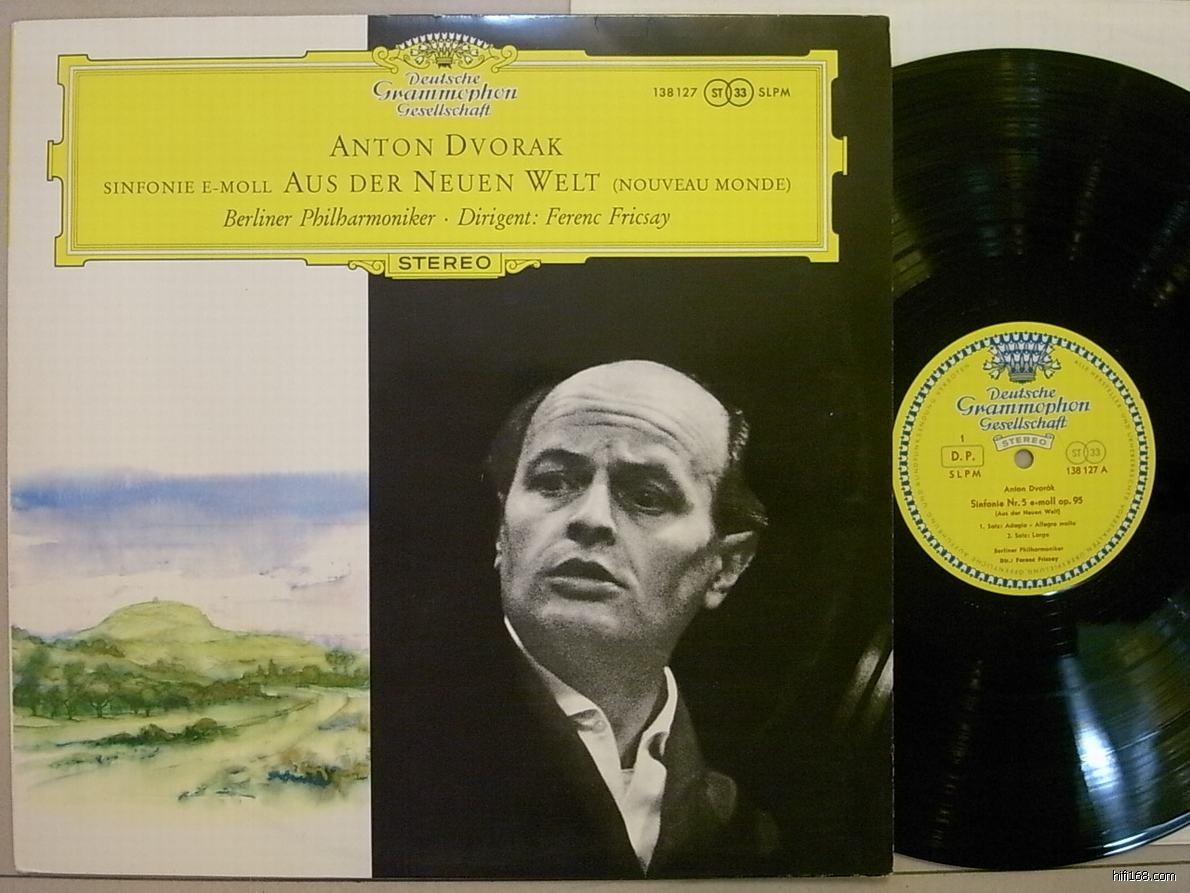 Deutsche
Grammophon
Gesellschaft
138127 ST 33 SLPM
ANTON DVORAK
SINFONIE E-MOLL AUS DER NEUEN WELT (NOUVEAU MONDE)
Berliner Philharmoniker · Dirigent: Ferenc Fricsay
STEREO
Deutsche
Grammophon
Gesellschaft
STEREO
1
D. P.
SLPM
ST 33
138 127 A
Anton Dvorák
Sinfonie Nr. 5 e-moll op. 95
(Aus der Neuen Welt)
1. Satz: Adagio - Allegro molto
2. Satz: Largo
Berliner Philharmoniker
Dir.: Ferenc Fricsay
hifi168.com